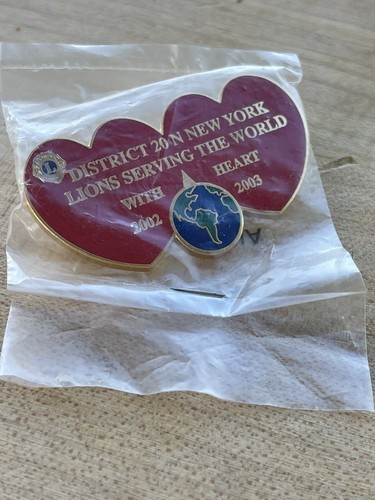 DISTRICT 20 N NEW YORK
LIONS SERVING THE WORLD
WITH HEART
2002 2003
L